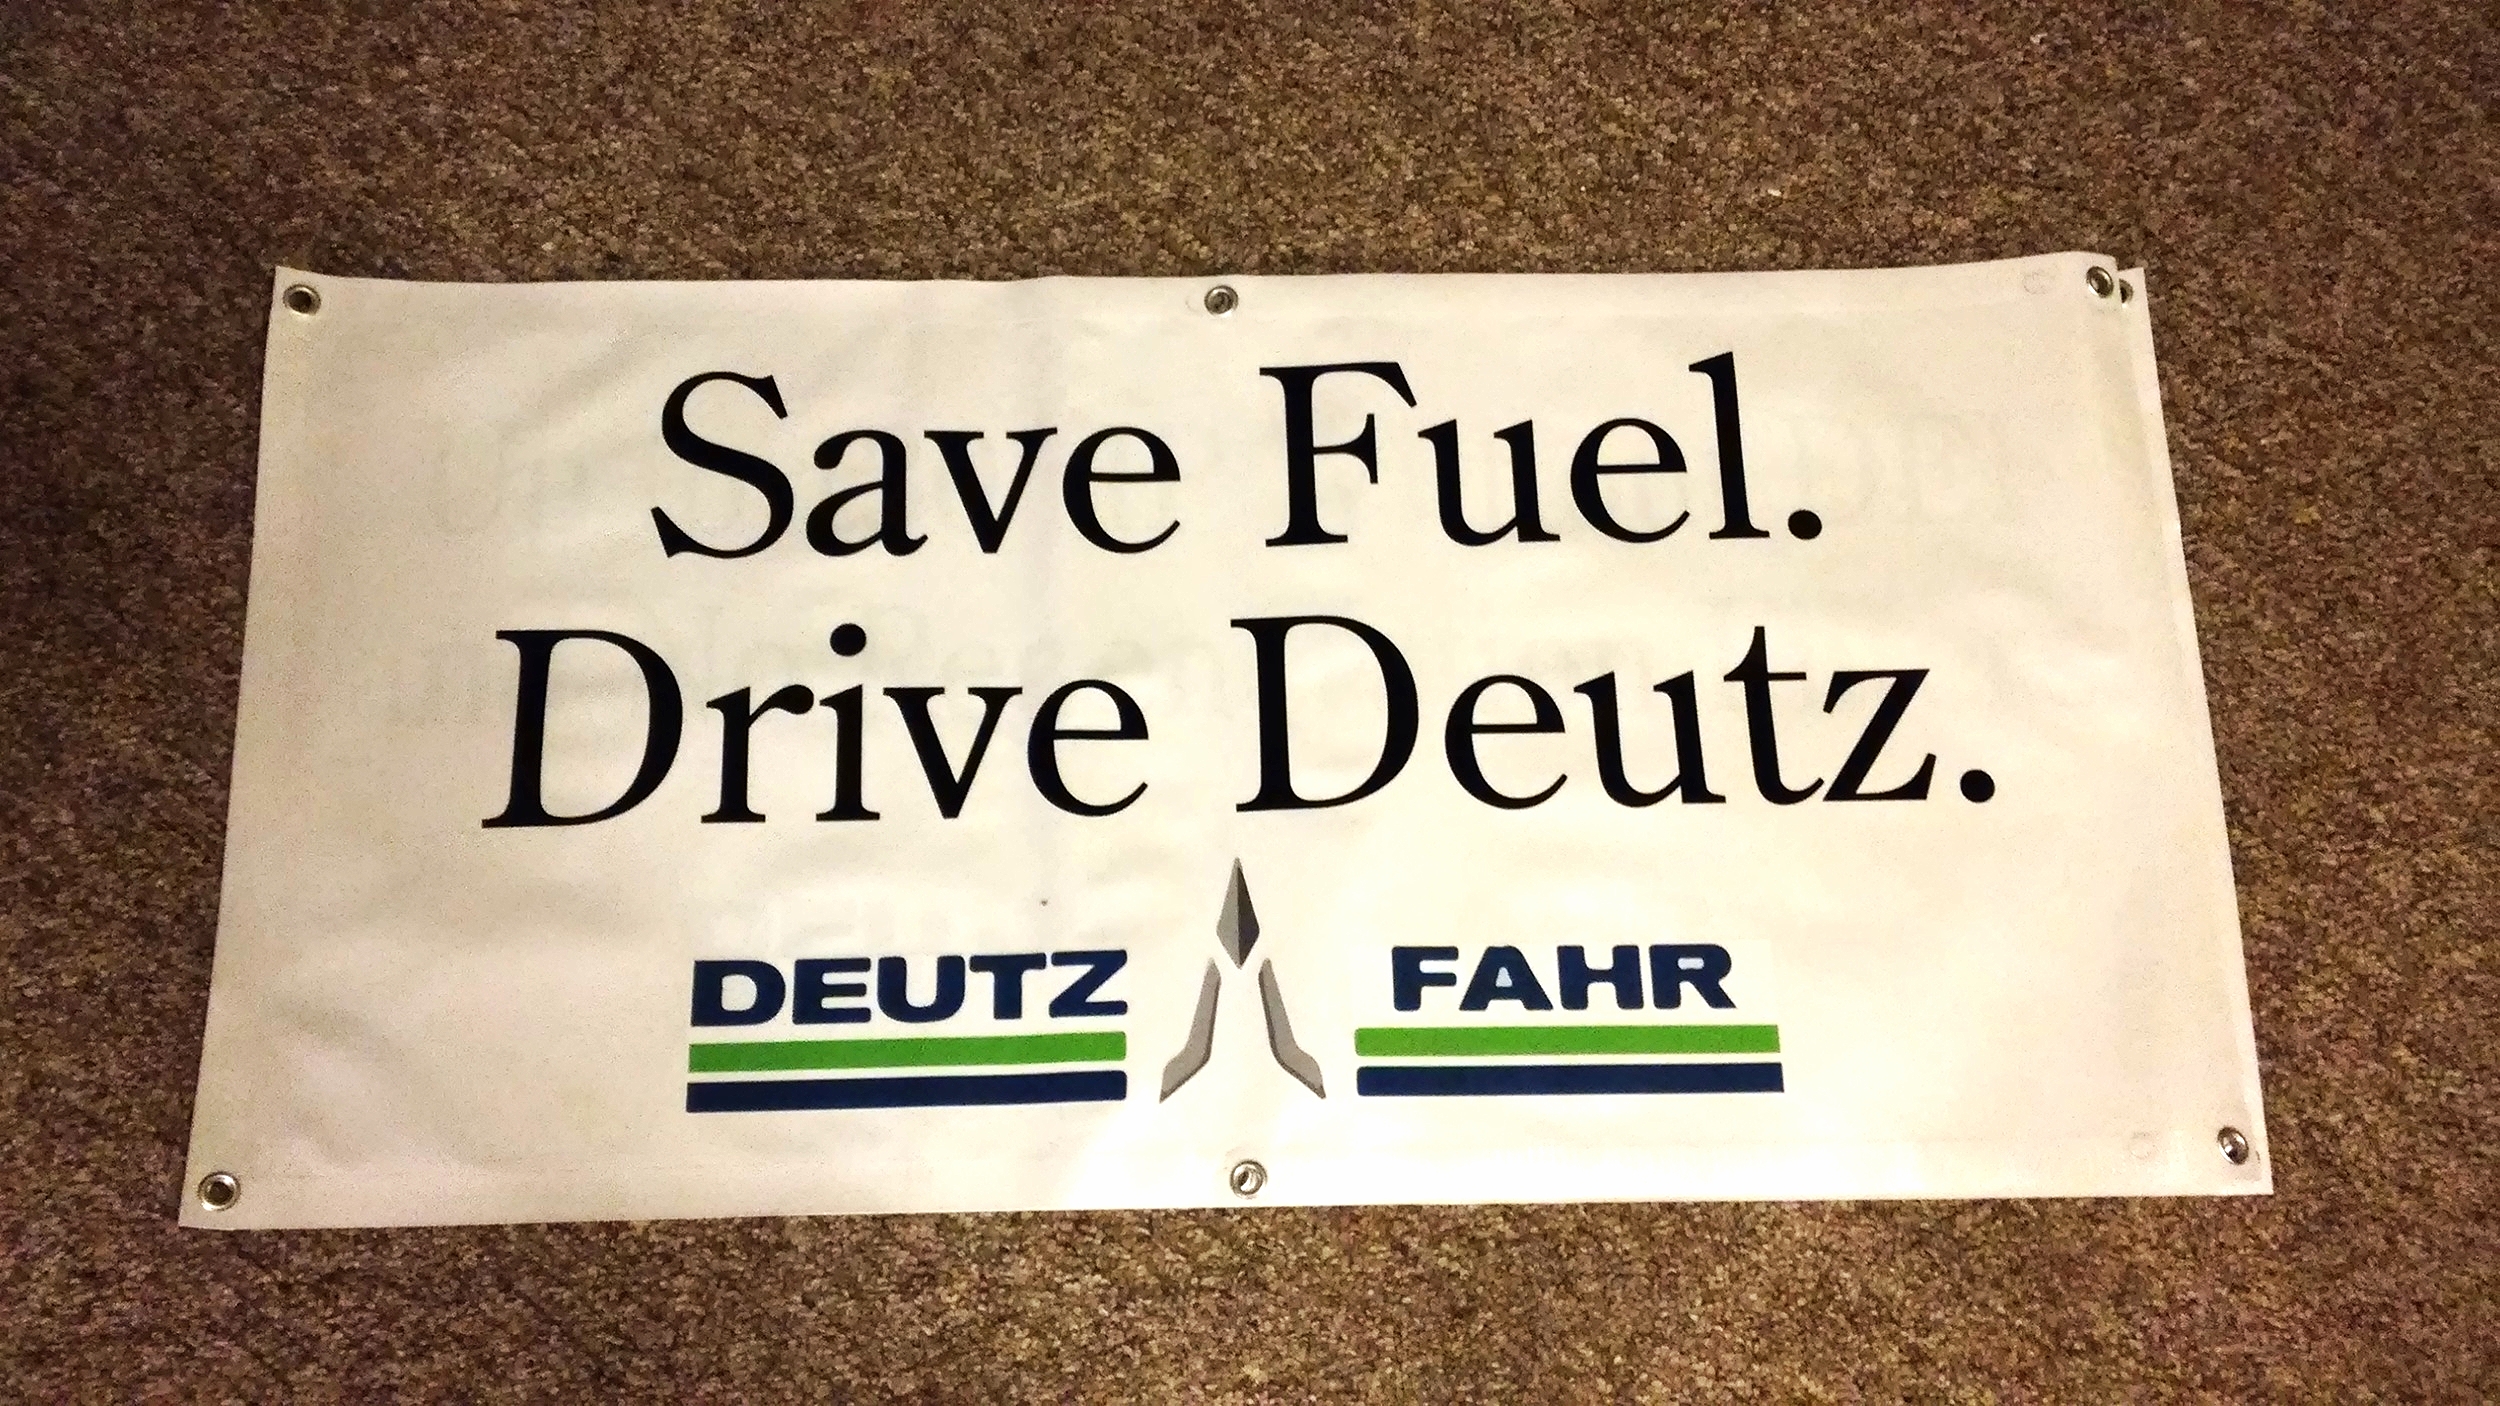 Save Fuel.
Drive Deutz.
DEUTZ FAHR